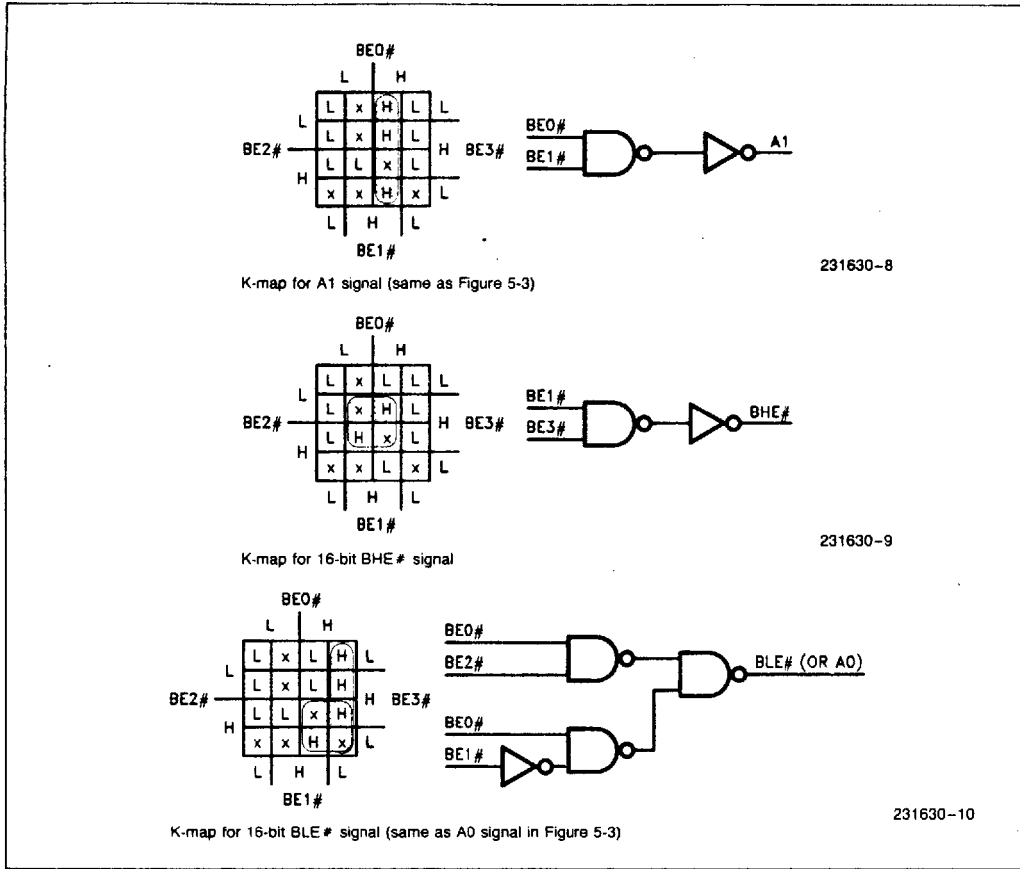 BE0#
L H
L x H L L
L
L x H L
BE2# H BE3#
L L x L
H
x x H x L
L H L
BE1#
BE0#
BE1#
A1
231630-8
K-map for A1 signal (same as Figure 5-3)
BE0#
L H
L x L L L
L
L x H L
BE2# H BE3#
L H x L
H
x x L x L
L H L
BE1#
BE1#
BE3#
BHE#
231630-9
K-map for 16-bit BHE# signal
BE0#
L H
L x L H L
L
L x L H
BE2# H BE3#
L L x H
H
x x H x L
L H L
BE1#
BE0#
BE2#
BLE# (OR A0)
BE0#
BE1#
231630-10
K-map for 16-bit BLE# signal (same as A0 signal in Figure 5-3)